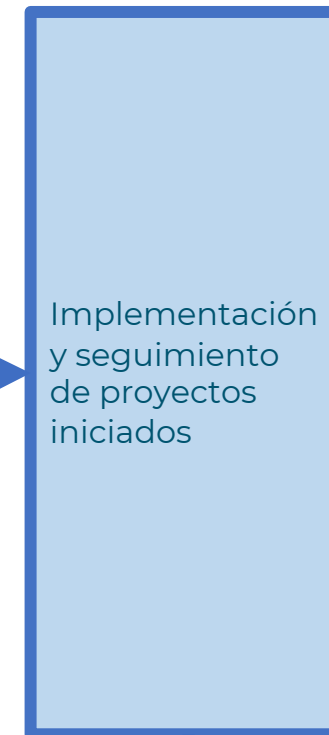 Implementación
y seguimiento
de proyectos
iniciados